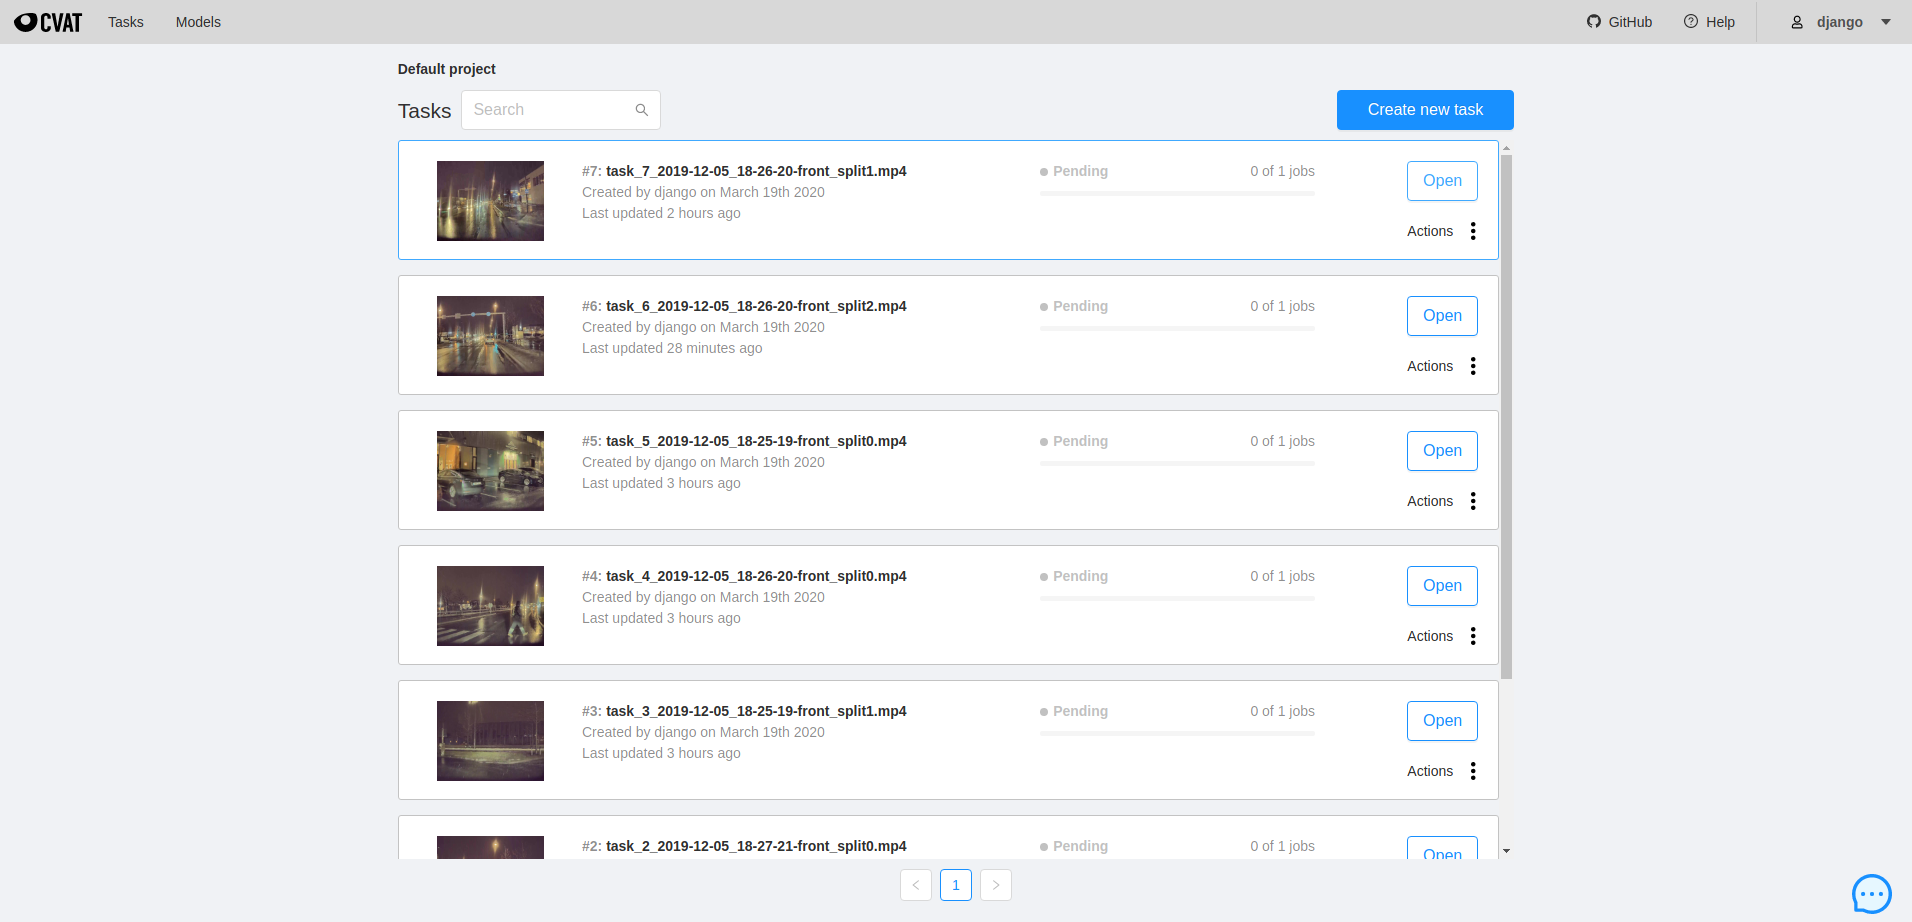 CVAT Tasks Models GitHub Help django
Default project
Tasks Search Create new task
#7: task_7_2019-12-05_18-26-20-front_split1.mp4 Pending 0 of 1 jobs Open
Created by django on March 19th 2020
Last updated 2 hours ago
Actions
#6: task_6_2019-12-05_18-26-20-front_split2.mp4 Pending 0 of 1 jobs Open
Created by django on March 19th 2020
Last updated 28 minutes ago
Actions
#5: task_5_2019-12-05_18-25-19-front_split0.mp4 Pending 0 of 1 jobs Open
Created by django on March 19th 2020
Last updated 3 hours ago
Actions
#4: task_4_2019-12-05_18-26-20-front_split0.mp4 Pending 0 of 1 jobs Open
Created by django on March 19th 2020
Last updated 3 hours ago
Actions
#3: task_3_2019-12-05_18-25-19-front_split1.mp4 Pending 0 of 1 jobs Open
Created by django on March 19th 2020
Last updated 3 hours ago
Actions
#2: task_2_2019-12-05_18-27-21-front_split0.mp4 Pending 0 of 1 jobs Open
1